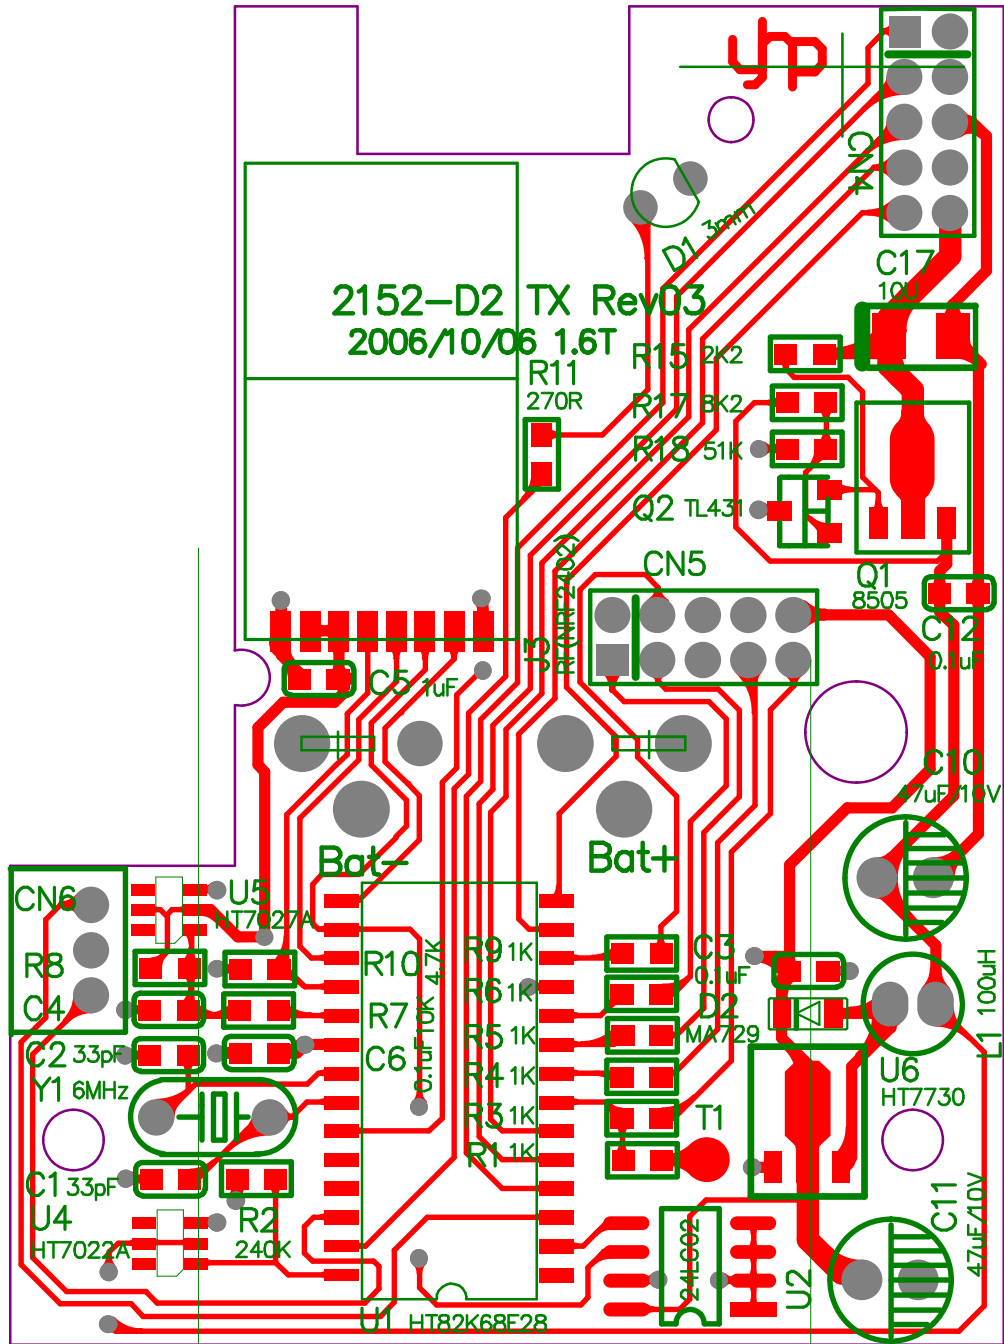 CN4
D1 3mm
C17
10U
2152-D2 TX Rev03
2006/10/06 1.6T
R11
270R
R15 2K2
R17 8K2
R18 51K
Q2 TL431
Q1
8505
CN5
J3
RF(NRF2402)
C12
0.1uF
C5 1uF
C10
47uF/10V
Bat-
Bat+
CN6
U5
HT7027A
R8
C4
C2 33pF
Y1 6MHz
C1 33pF
U4
HT7022A
R2
240K
R10
R7
C6
4.7K
10K
0.1uF
R9 1K
R6 1K
R5 1K
R4 1K
R3 1K
R1 1K
C3
0.1uF
D2
MA729
T1
L1 100uH
U6
HT7730
C11
47uF/10V
24LC02
U2
U1 HT82K68E28